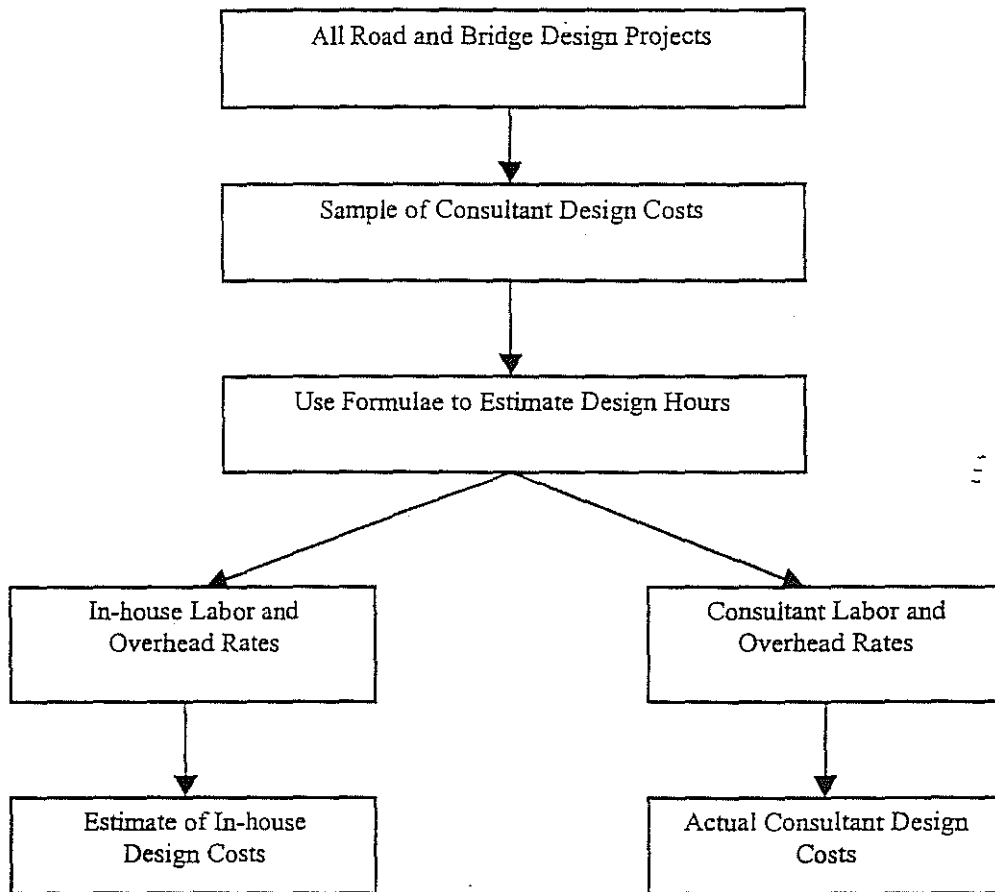 All Road and Bridge Design Projects
Sample of Consultant Design Costs
Use Formulae to Estimate Design Hours
In-house Labor and
Overhead Rates
Consultant Labor and
Overhead Rates
Estimate of In-house
Design Costs
Actual Consultant Design
Costs